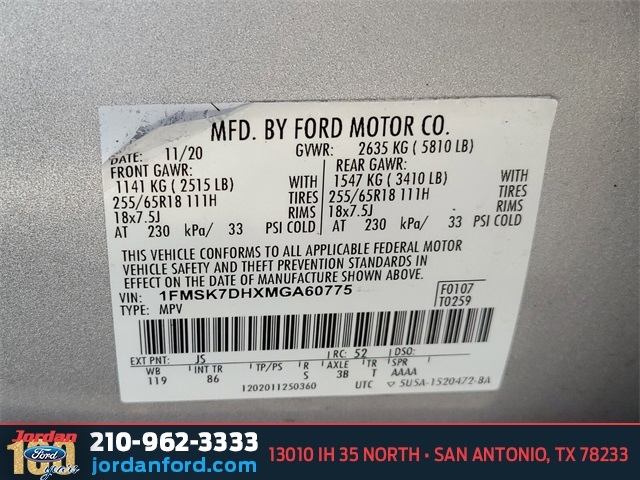 MFD. BY FORD MOTOR CO.
DATE: 11/20 GVWR: 2635 KG ( 5810 LB)
FRONT GAWR: REAR GAWR:
1141 KG ( 2515 LB) WITH 1547 KG ( 3410 LB) WITH
255/65R18 111H TIRES 255/65R18 111H TIRES
18x7.5J RIMS 18x7.5J RIMS
AT 230 kPa/ 33 PSI COLD AT 230 kPa/ 33 PSI COLD
THIS VEHICLE CONFORMS TO ALL APPLICABLE FEDERAL MOTOR
VEHICLE SAFETY AND THEFT PREVENTION STANDARDS IN
EFFECT ON THE DATE OF MANUFACTURE SHOWN ABOVE.
VIN: 1FMSK7DHXMGA60775 F0107
TYPE: MPV T0259
EXT PNT: JS RC: 52 DSO:
WB INT TR TP/PS R AXLE TR SPR
119 86 S 3B T AAAA
1202011250360 UTC 5U5A-1520472-BA
Jordan
Ford
100
years
210-962-3333
jordanford.com
13010 IH 35 NORTH • SAN ANTONIO, TX 78233